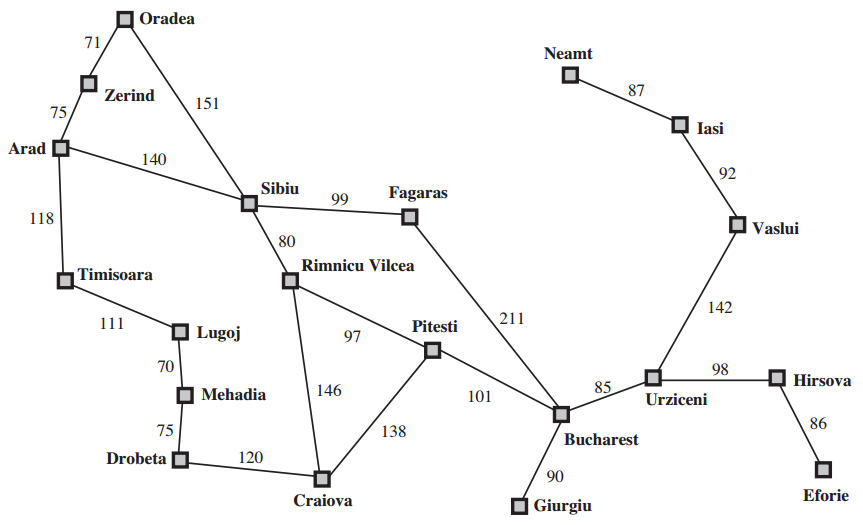 Oradea
71
Neamt
87
Zerind
151
75
Iasi
Arad
140
92
Sibiu
99
Fagaras
118
Vaslui
80
Rimnicu Vilcea
Timisoara
142
111
211
Lugoj
97
Pitesti
70
98
Hirsova
146
101
85
Mehadia
Urziceni
75
138
86
Bucharest
Drobeta
120
90
Craiova
Eforie
Giurgiu